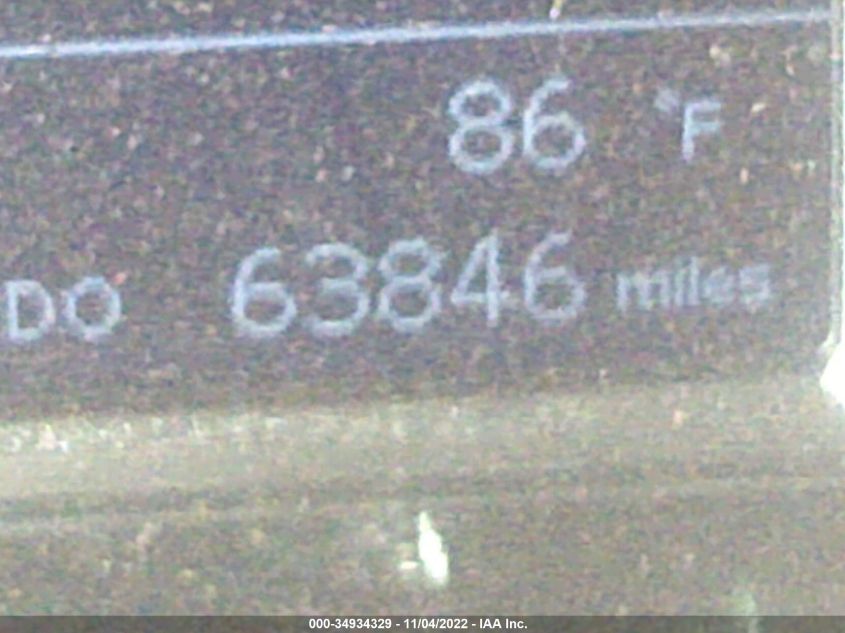 86 °F
DO 63846 miles
000-34934329 - 11/04/2022 - IAA Inc.